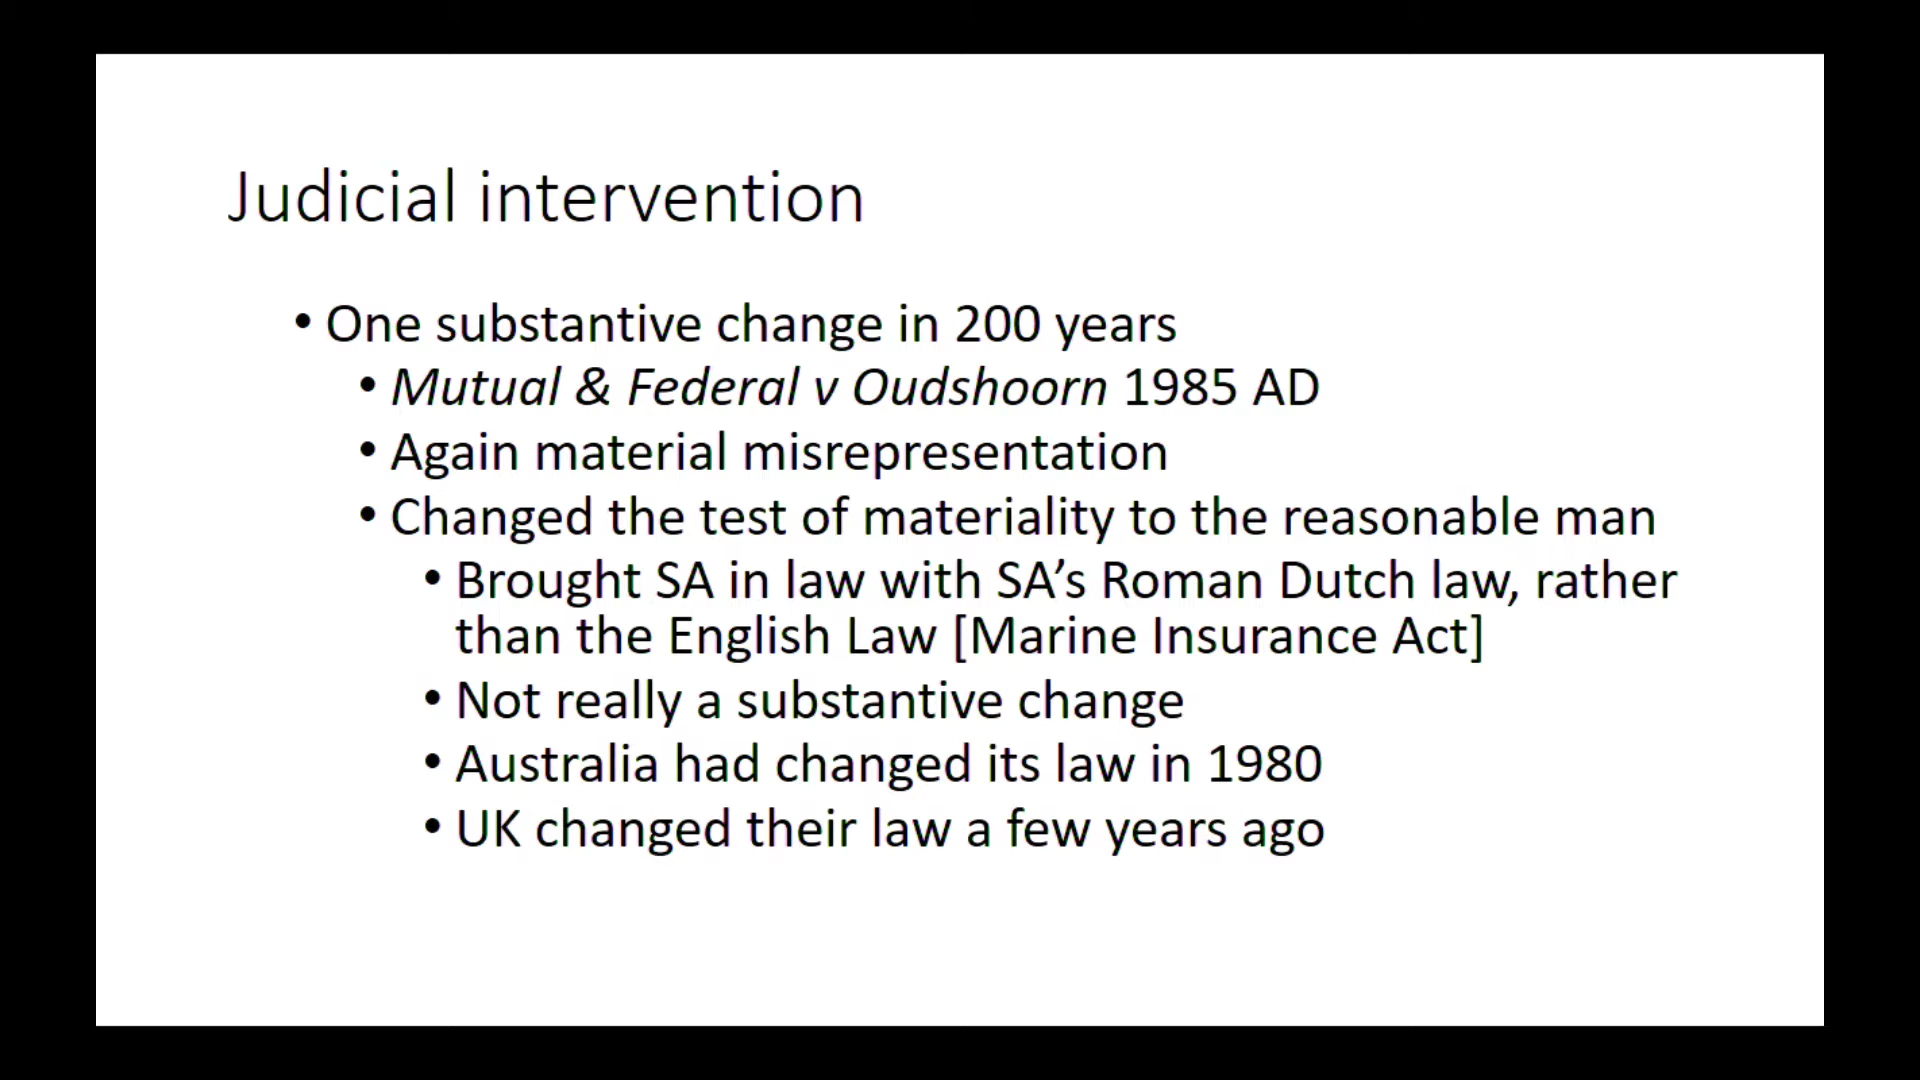 Judicial intervention
• One substantive change in 200 years
• Mutual & Federal v Oudshoorn 1985 AD
• Again material misrepresentation
• Changed the test of materiality to the reasonable man
• Brought SA in law with SA’s Roman Dutch law, rather
than the English Law [Marine Insurance Act]
• Not really a substantive change
• Australia had changed its law in 1980
• UK changed their law a few years ago